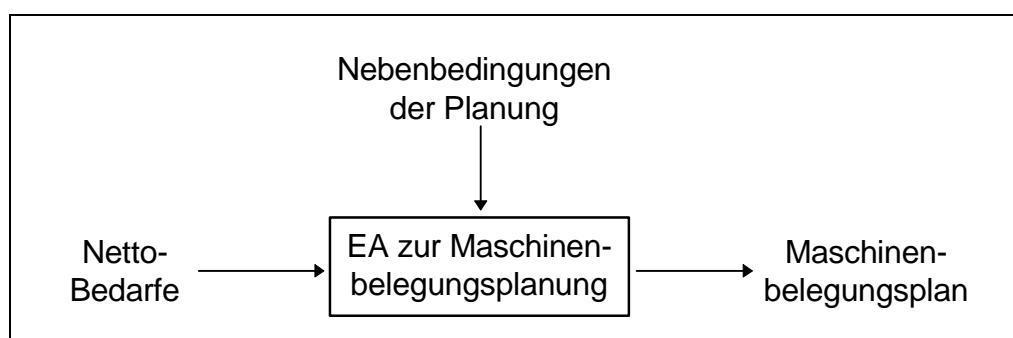 Nebenbedingungen
der Planung
Netto-
Bedarfe
EA zur Maschinen-
belegungsplanung
Maschinen-
belegungsplan